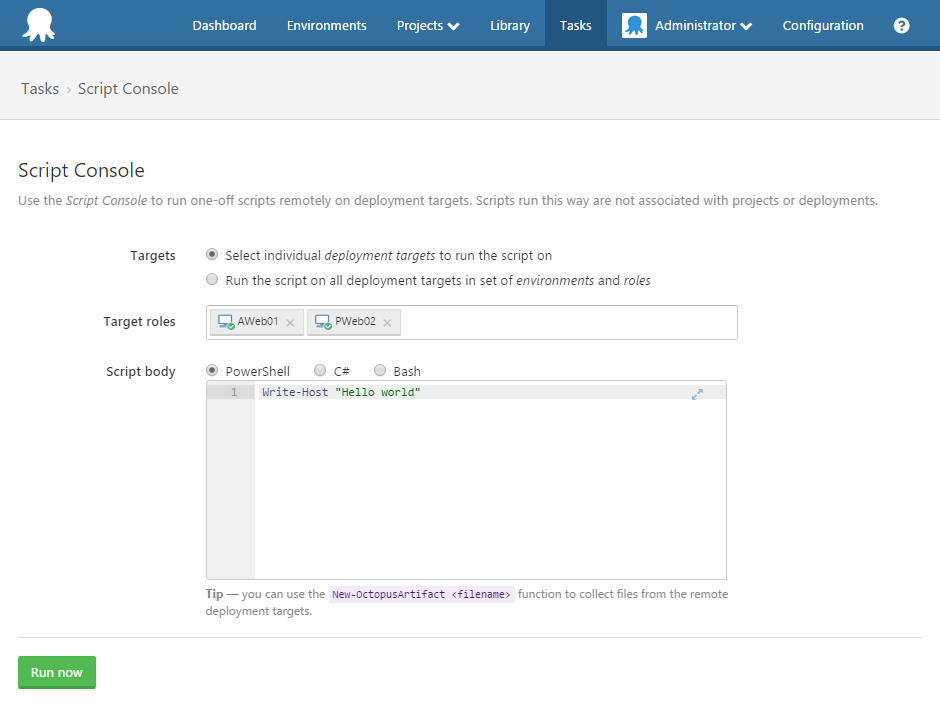 Dashboard Environments Projects Library Tasks Administrator Configuration ?
Tasks › Script Console
Script Console
Use the Script Console to run one-off scripts remotely on deployment targets. Scripts run this way are not associated with projects or deployments.
Targets Select individual deployment targets to run the script on
Run the script on all deployment targets in set of environments and roles
Target roles AWeb01 × PWeb02 ×
Script body PowerShell C# Bash
1 Write-Host "Hello world"
Tip — you can use the New-OctopusArtifact <filename> function to collect files from the remote
deployment targets.
Run now